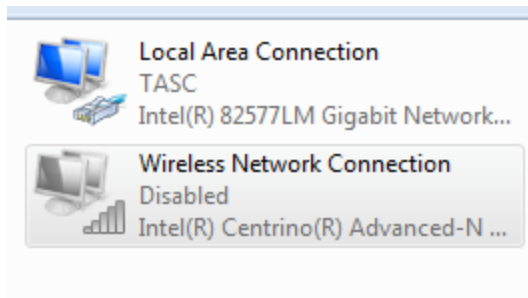 Local Area Connection
TASC
Intel(R) 82577LM Gigabit Network...
Wireless Network Connection
Disabled
Intel(R) Centrino(R) Advanced-N ...